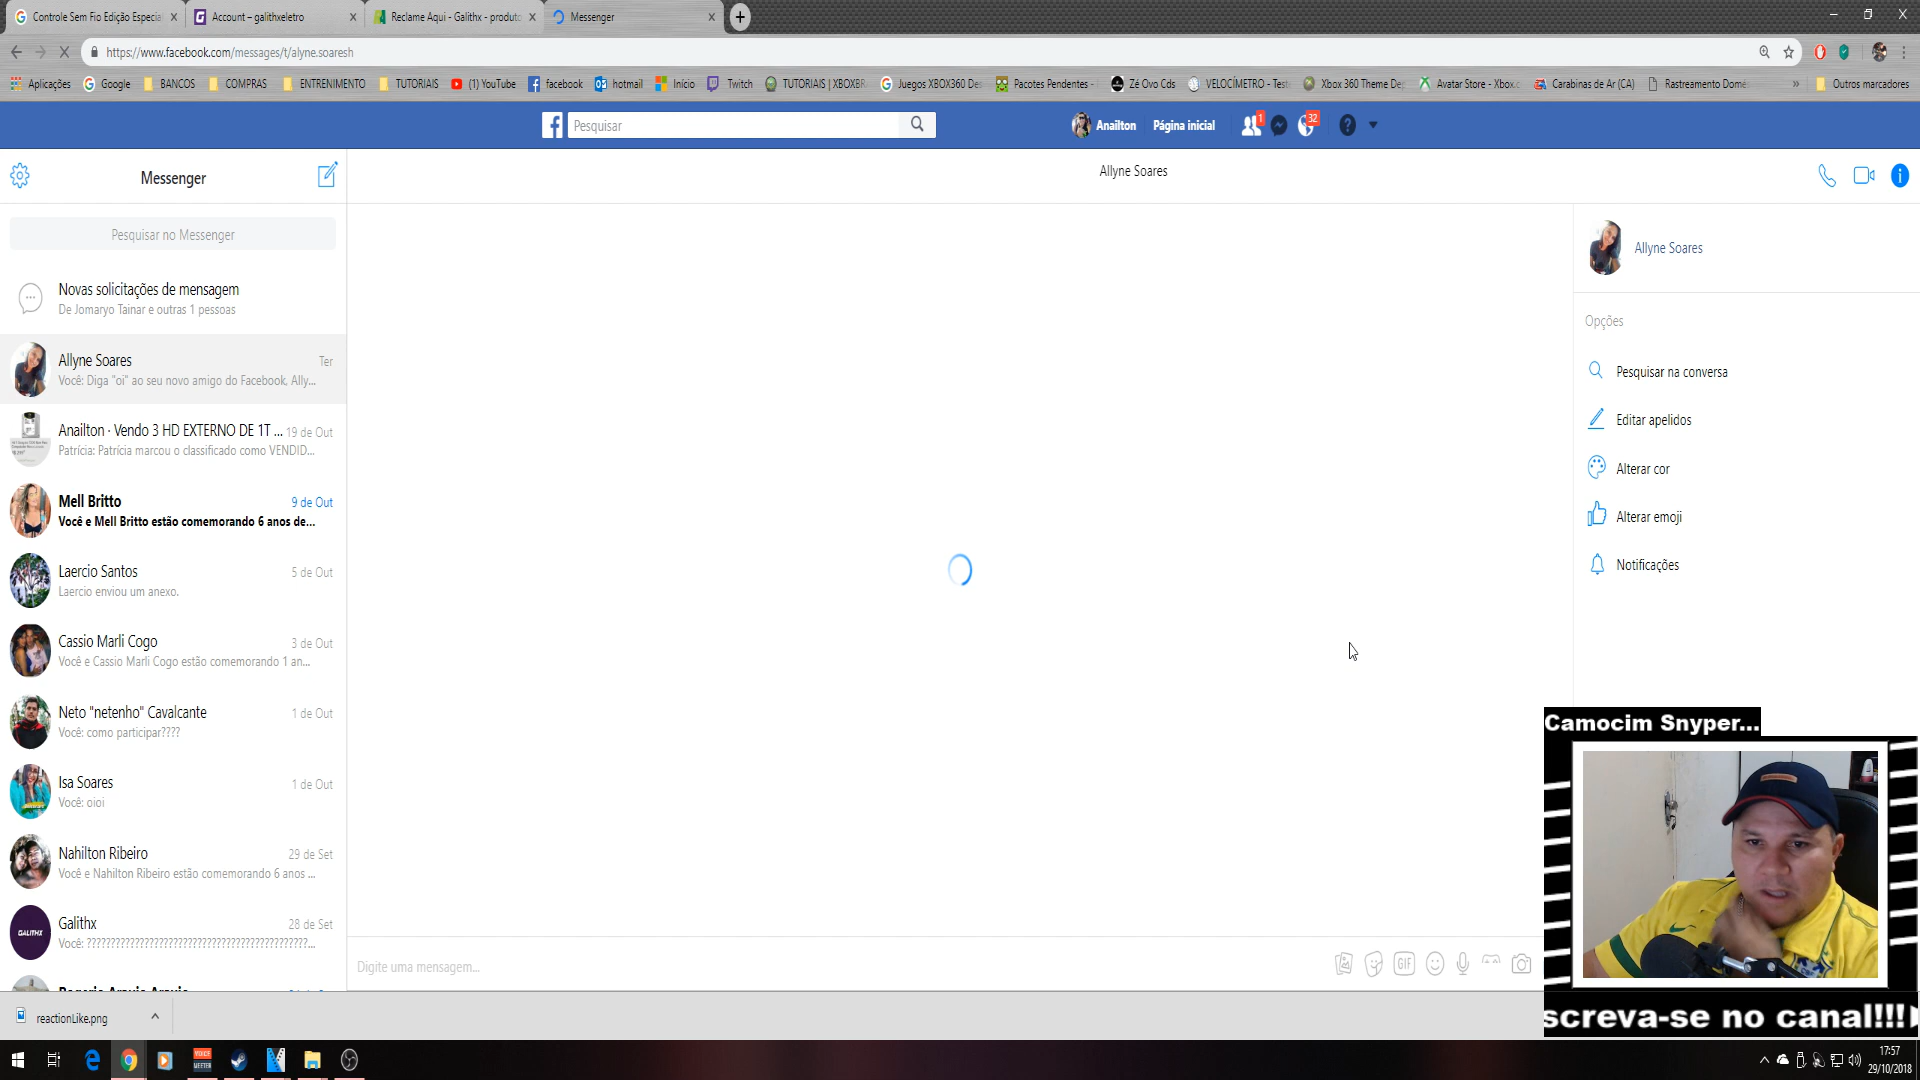 Controle Sem Fio Edição Especia
Account – galithxeletro
Reclame Aqui - Galithx - produto
Messenger
https://www.facebook.com/messages/t/alyne.soaresh
Aplicações
Google
BANCOS
COMPRAS
ENTRENIMENTO
TUTORIAIS
(1) YouTube
facebook
hotmail
Início
Twitch
TUTORIAIS | XBOXBR
Juegos XBOX360 De
Pacotes Pendentes -
Zé Ovo Cds
VELOCÍMETRO - Test
Xbox 360 Theme De
Avatar Store - Xbox.c
Carabinas de Ar (CA)
Rastreamento Domé
»
Outros marcadores
Pesquisar
Anailton
Página inicial
1
32
Messenger
Allyne Soares
Pesquisar no Messenger
Novas solicitações de mensagem
De Jomaryo Tainar e outras 1 pessoas
Allyne Soares
Ter
Você: Diga "oi" ao seu novo amigo do Facebook, Ally...
Anailton · Vendo 3 HD EXTERNO DE 1T ...
19 de Out
Patrícia: Patrícia marcou o classificado como VENDID...
Mell Britto
9 de Out
Você e Mell Britto estão comemorando 6 anos de...
Laercio Santos
5 de Out
Laercio enviou um anexo.
Cassio Marli Cogo
3 de Out
Você e Cassio Marli Cogo estão comemorando 1 an...
Neto "netenho" Cavalcante
1 de Out
Você: como participar????
Isa Soares
1 de Out
Você: oioi
Nahilton Ribeiro
29 de Set
Você e Nahilton Ribeiro estão comemorando 6 anos ...
GALITHX
Galithx
28 de Set
Você: ????????????????????????????????????????????...
Allyne Soares
Opções
Pesquisar na conversa
Editar apelidos
Alterar cor
Alterar emoji
Notificações
Digite uma mensagem...
GIF
Camocim Snyper...
screva-se no canal!!!
reactionLike.png
VOICE
MEETER
17:57
29/10/2018